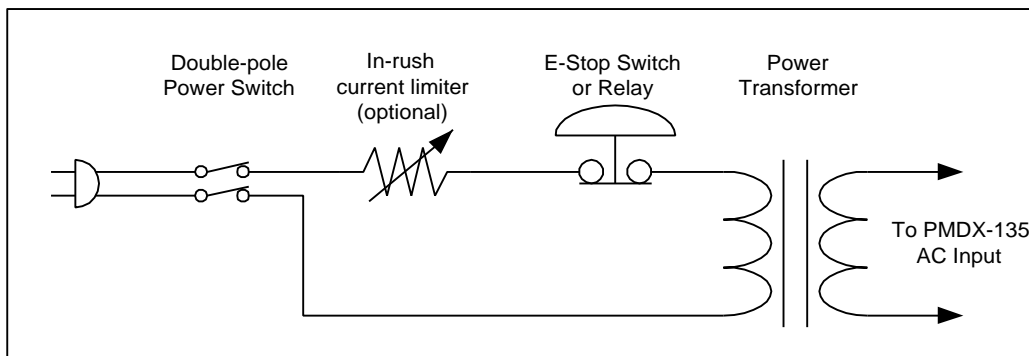 Double-pole
Power Switch
In-rush
current limiter
(optional)
E-Stop Switch
or Relay
Power
Transformer
To PMDX-135
AC Input